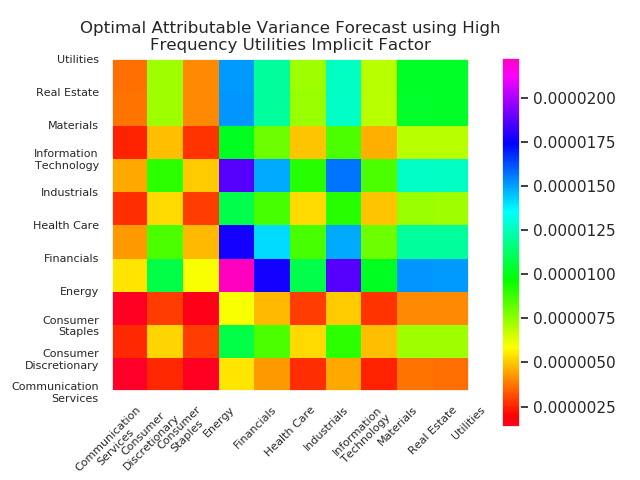 Optimal Attributable Variance Forecast using High
Frequency Utilities Implicit Factor
Utilities
Real Estate
Materials
Information
Technology
Industrials
Health Care
Financials
Energy
Consumer
Staples
Consumer
Discretionary
Communication
Services
Communication
Services
Consumer
Discretionary
Consumer
Staples
Energy
Financials
Health Care
Industrials
Information
Technology
Materials
Real Estate
Utilities
0.0000200
0.0000175
0.0000150
0.0000125
0.0000100
0.0000075
0.0000050
0.0000025